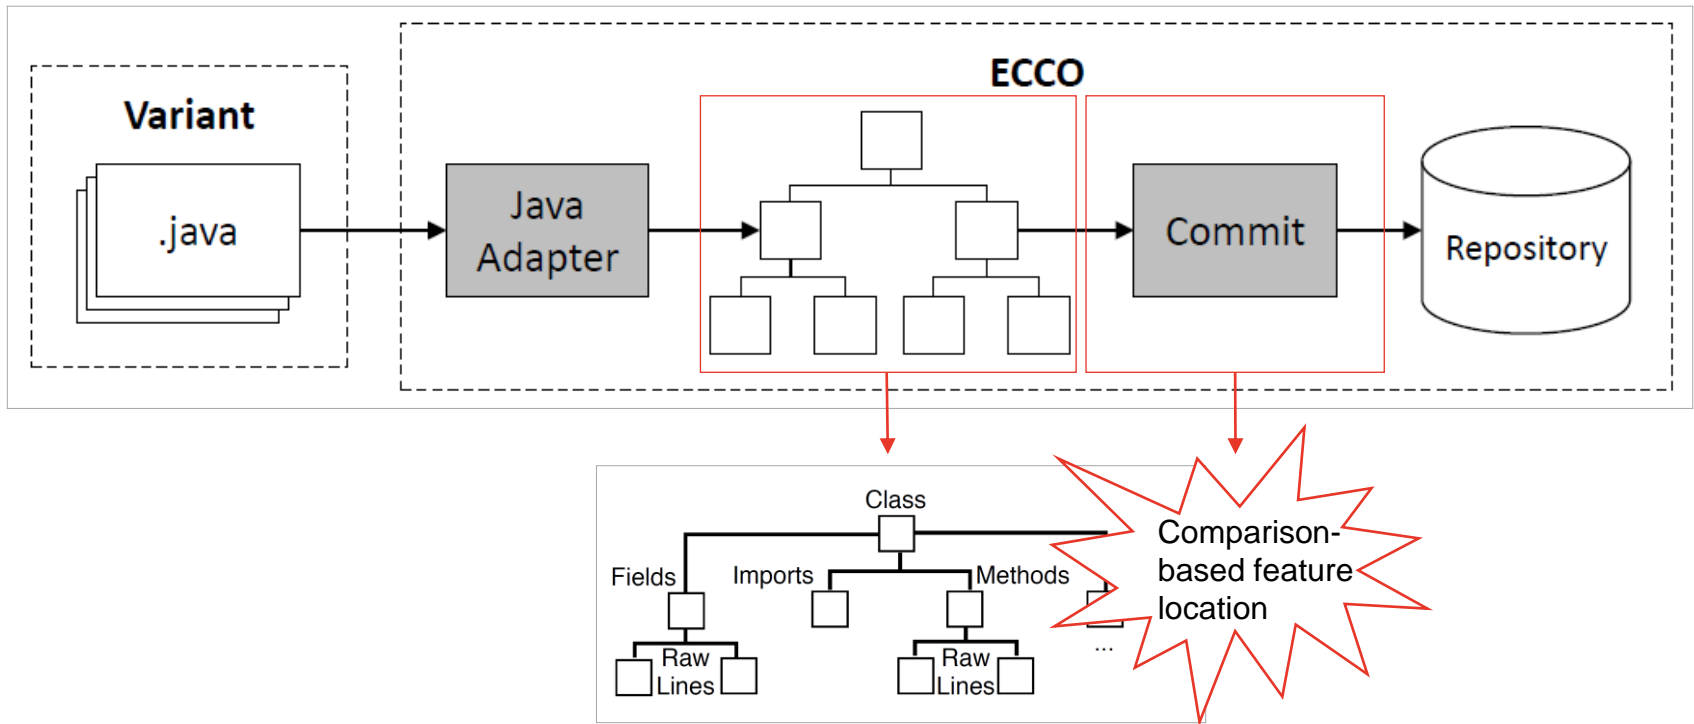 ECCO
Variant
.java
Java
Adapter
Commit
Repository
Class
Fields
Imports
Methods
Raw
Lines
Raw
Lines
...
Comparison-
based feature
location